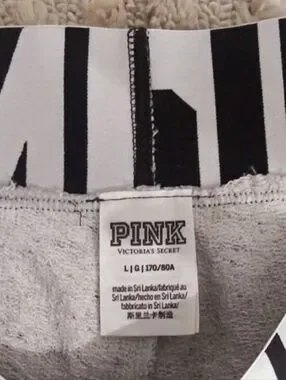 PINK
VICTORIA'S SECRET
L | G | 170/80A
made in Sri Lanka/fabriqué au
Sri Lanka/hecho en Sri Lanka/
fabbricato in Sri Lanka/
斯里兰卡制造